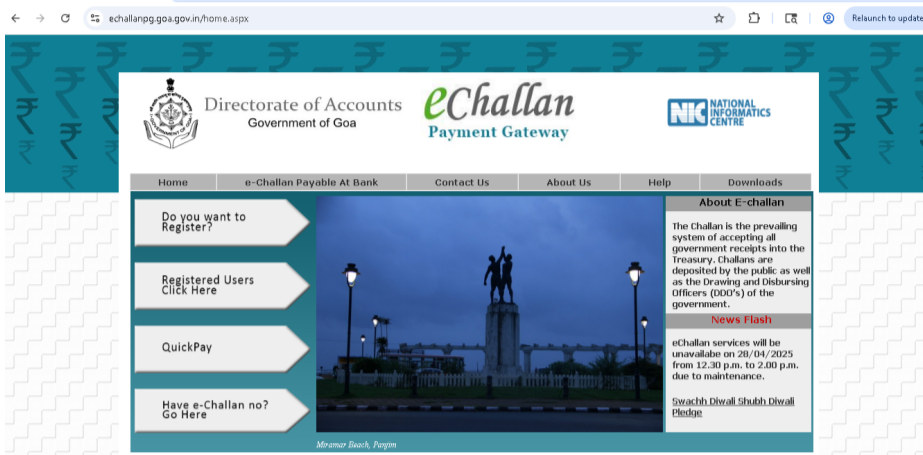 echallanpg.goa.gov.in/home.aspx
Relaunch to update
Directorate of Accounts
Government of Goa
eChallan
Payment Gateway
NIC NATIONAL
INFORMATICS
CENTRE
Home
e-Challan Payable At Bank
Contact Us
About Us
Help
Downloads
Do you want to
Register?
Registered Users
Click Here
QuickPay
Have e-Challan no?
Go Here
Miramar Beach, Panjim
About E-challan
The Challan is the prevailing
system of accepting all
government receipts into the
Treasury. Challans are
deposited by the public as well
as the Drawing and Disbursing
Officers (DDO's) of the
government.
News Flash
eChallan services will be
unavailabe on 28/04/2025
from 12.30 p.m. to 2.00 p.m.
due to maintenance.
Swachh Diwali Shubh Diwali
Pledge